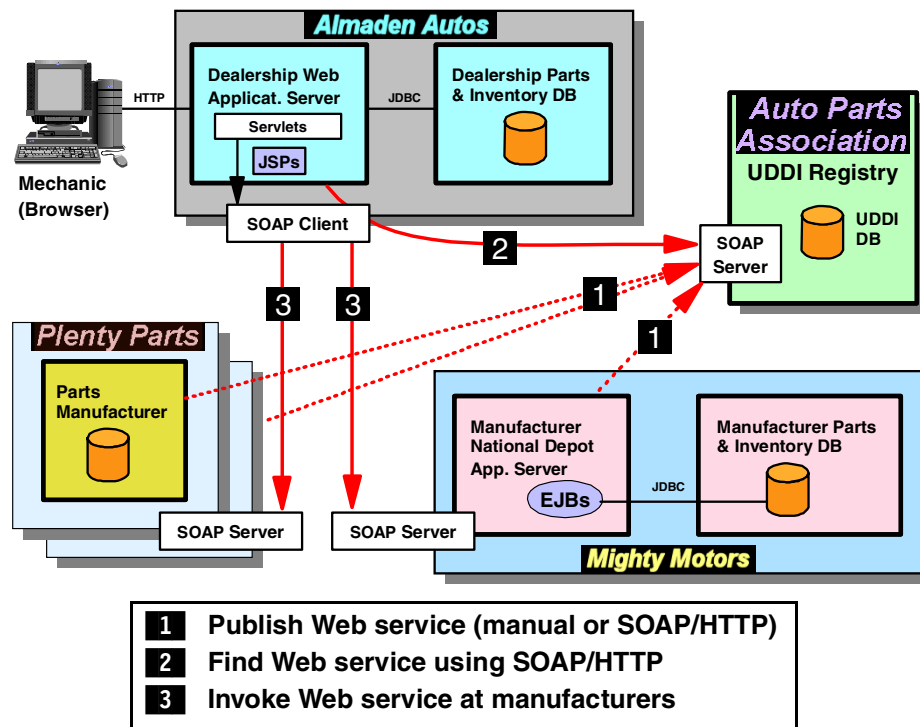 Almaden Autos
Dealership Web
Applicat. Server
Servlets
JSPs
HTTP
JDBC
Dealership Parts
& Inventory DB
Mechanic
(Browser)
SOAP Client
Auto Parts
Association
UDDI Registry
UDDI
DB
SOAP
Server
2
3
3
1
1
Plenty Parts
Parts
Manufacturer
SOAP Server
SOAP Server
Manufacturer
National Depot
App. Server
EJBs
JDBC
Manufacturer Parts
& Inventory DB
Mighty Motors
1 Publish Web service (manual or SOAP/HTTP)
2 Find Web service using SOAP/HTTP
3 Invoke Web service at manufacturers